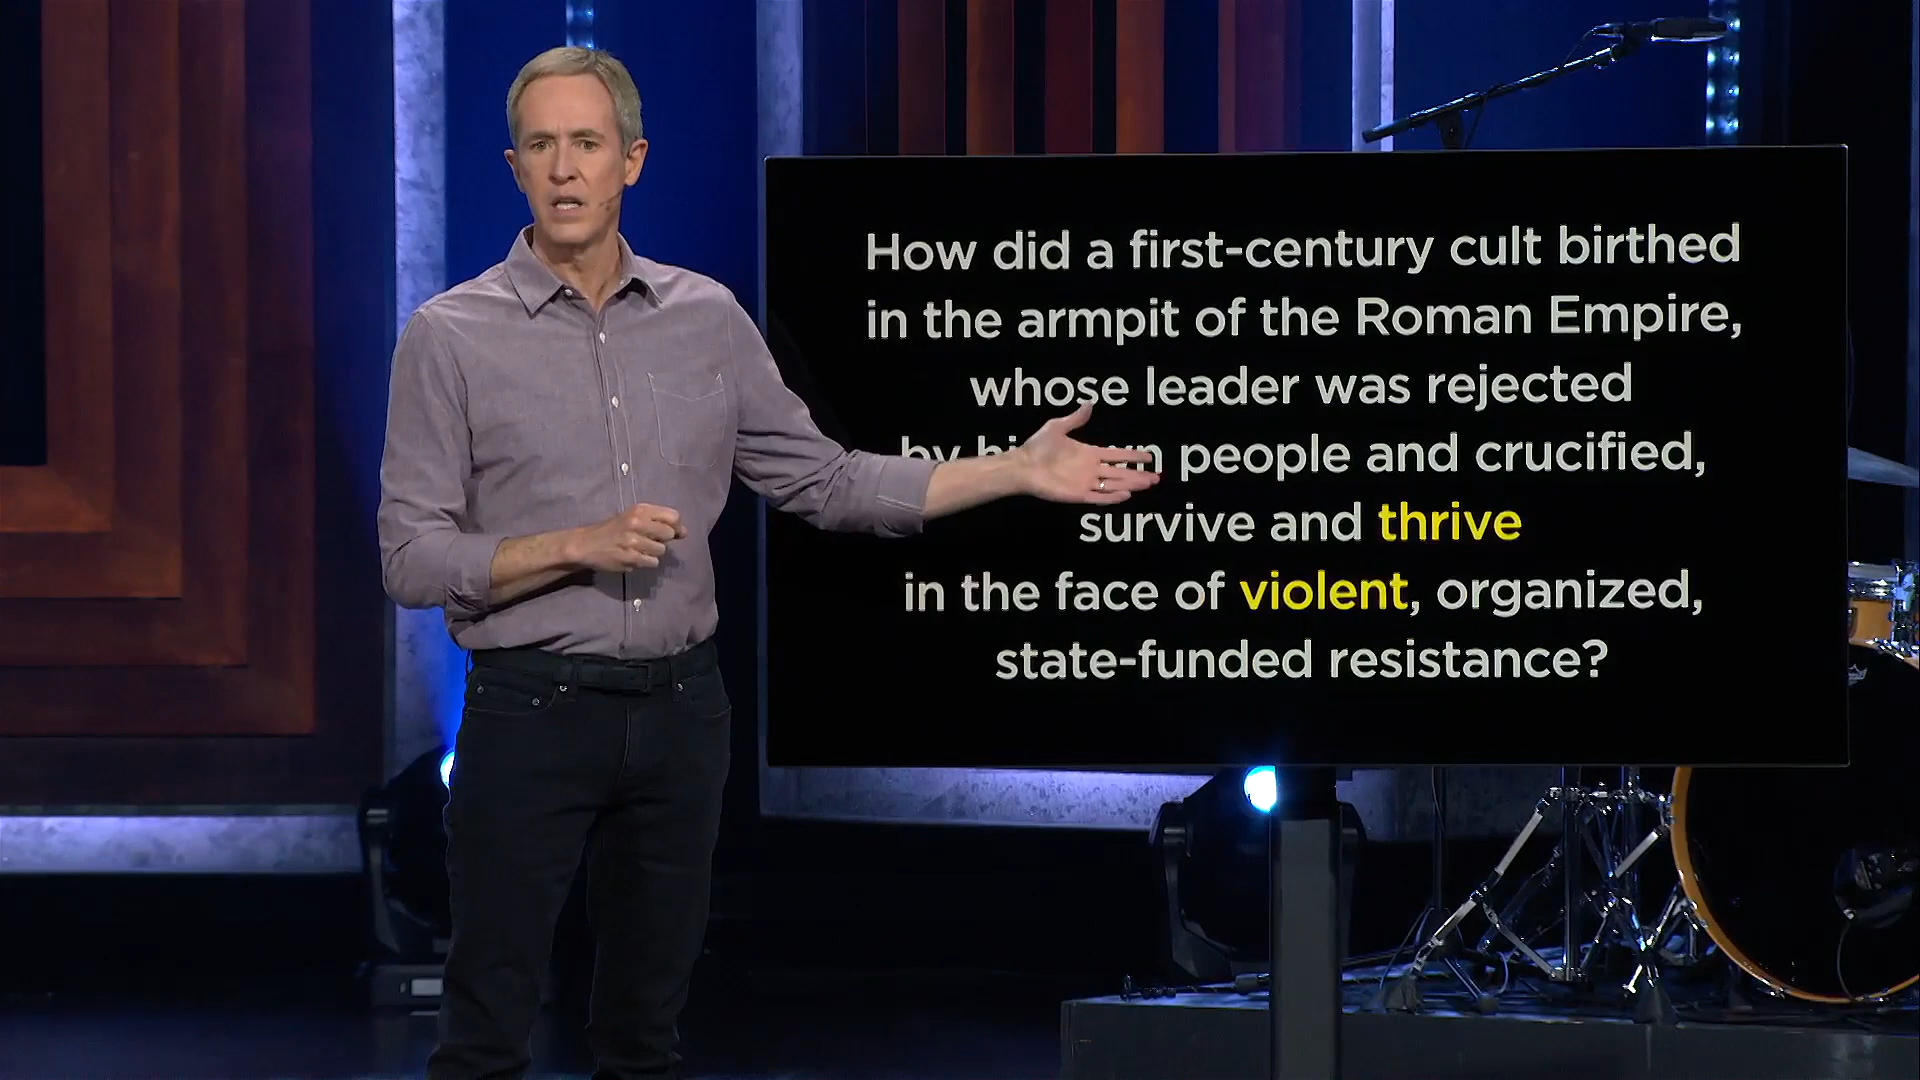 How did a first-century cult birthed
in the armpit of the Roman Empire,
whose leader was rejected
by people and crucified,
survive and thrive
in the face of violent, organized,
state-funded resistance?